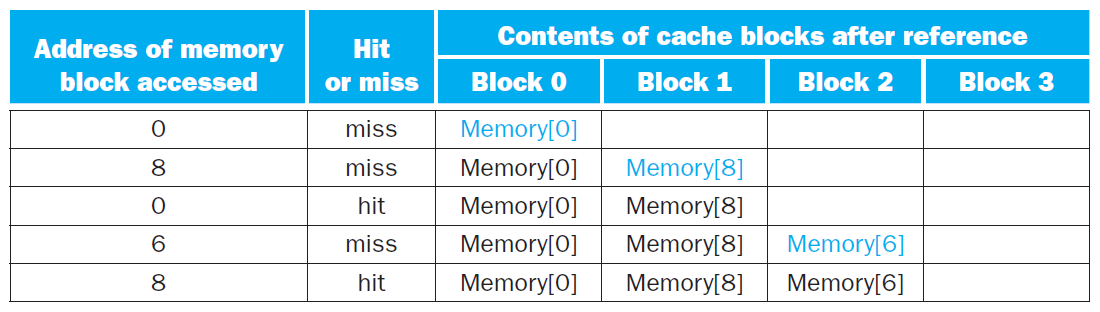 Address of memory block accessed Hit or miss Contents of cache blocks after reference
Block 0 Block 1 Block 2 Block 3
0 miss Memory[0]
8 miss Memory[0] Memory[8]
0 hit Memory[0] Memory[8]
6 miss Memory[0] Memory[8] Memory[6]
8 hit Memory[0] Memory[8] Memory[6]